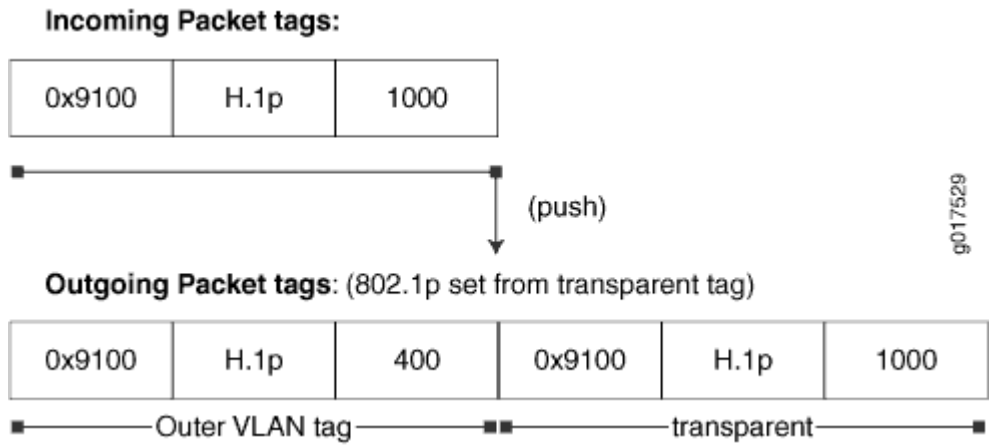 Incoming Packet tags:
0x9100 H.1p 1000
(push)
g017529
Outgoing Packet tags: (802.1p set from transparent tag)
0x9100 H.1p 400 0x9100 H.1p 1000
Outer VLAN tag transparent